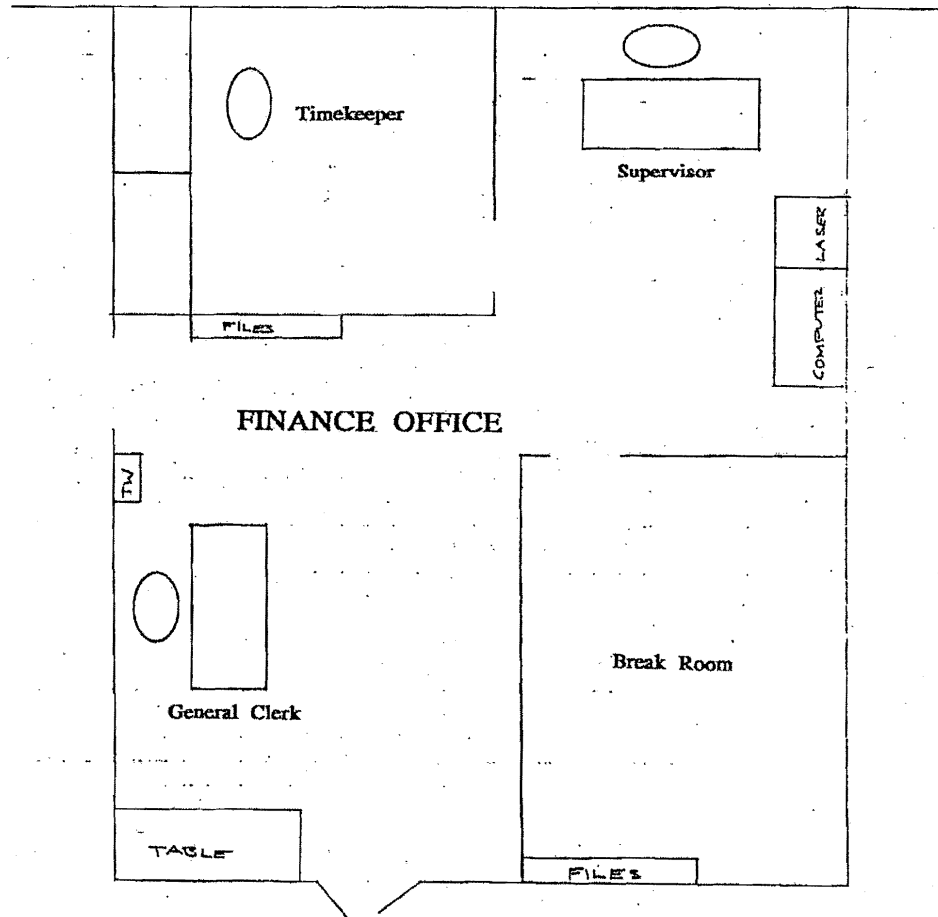 Timekeeper
Supervisor
LASER
COMPUTER
FILES
FINANCE OFFICE
TW
Break Room
General Clerk
TABLE
FILES